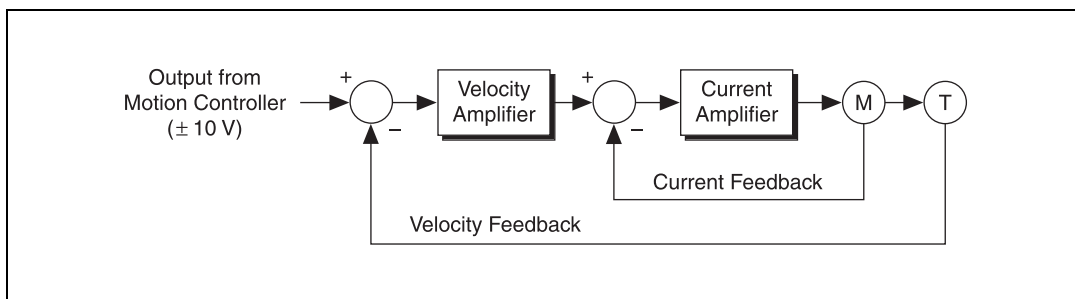 Output from
Motion Controller
(± 10 V)
+
−
Velocity
Amplifier
+
−
Current
Amplifier
M
T
Current Feedback
Velocity Feedback